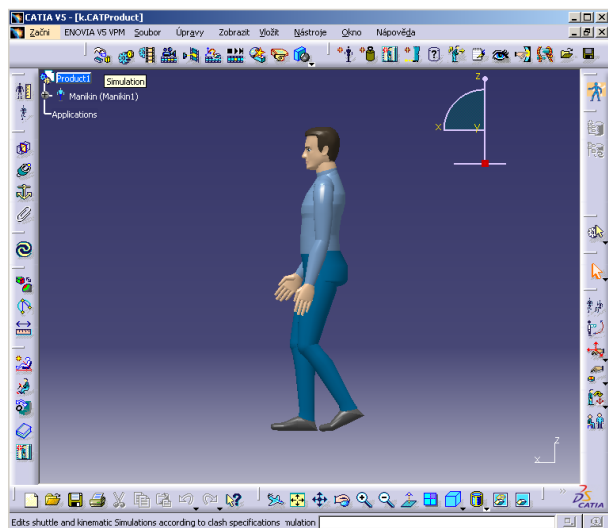 CATIA V5 - [k.CATProduct]
Začni ENOVIA V5 VPM Soubor Úpravy Zobrazit Vložit Nástroje Okno Nápověda
Product1
Simulation
Manikin (Manikin1)
Applications
z
x
y
z
x
CATIA
Edits shuttle and kinematic Simulations according to clash specifications mulation